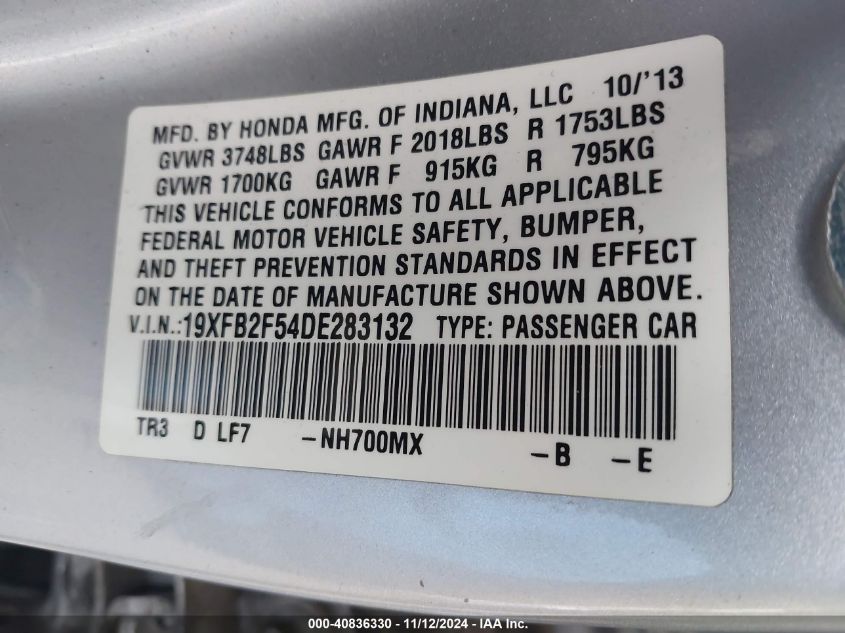 MFD. BY HONDA MFG. OF INDIANA, LLC 10/'13
GVWR 3748LBS GAWR F 2018LBS R 1753LBS
GVWR 1700KG GAWR F 915KG R 795KG
THIS VEHICLE CONFORMS TO ALL APPLICABLE
FEDERAL MOTOR VEHICLE SAFETY, BUMPER,
AND THEFT PREVENTION STANDARDS IN EFFECT
ON THE DATE OF MANUFACTURE SHOWN ABOVE.
V.I.N.:19XFB2F54DE283132 TYPE: PASSENGER CAR
TR3 D LF7 -NH700MX -B -E
000-40836330 - 11/12/2024 - IAA Inc.